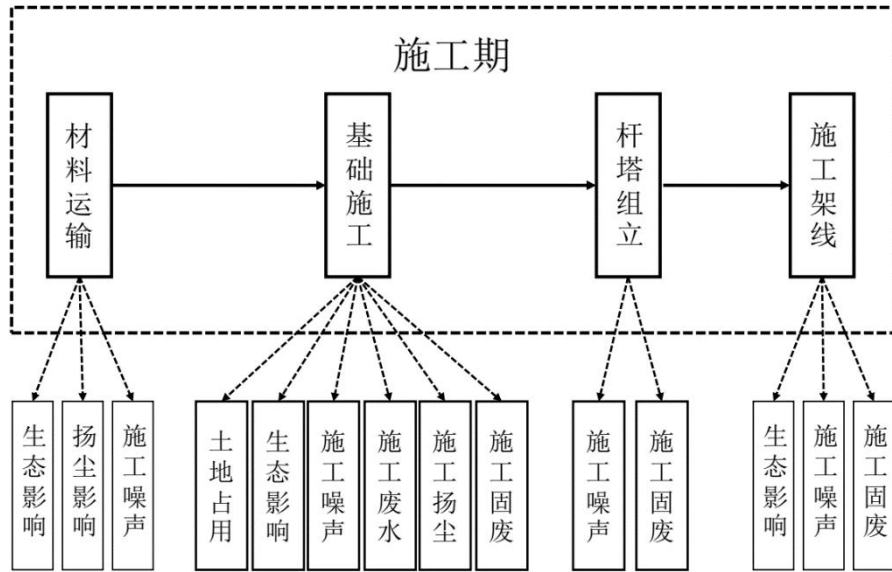 施工期
材料运输
基础施工
杆塔组立
施工架线
生态影响
扬尘影响
施工噪声
土地占用
生态影响
施工噪声
施工废水
施工扬尘
施工固废
施工噪声
施工固废
生态影响
施工噪声
施工固废